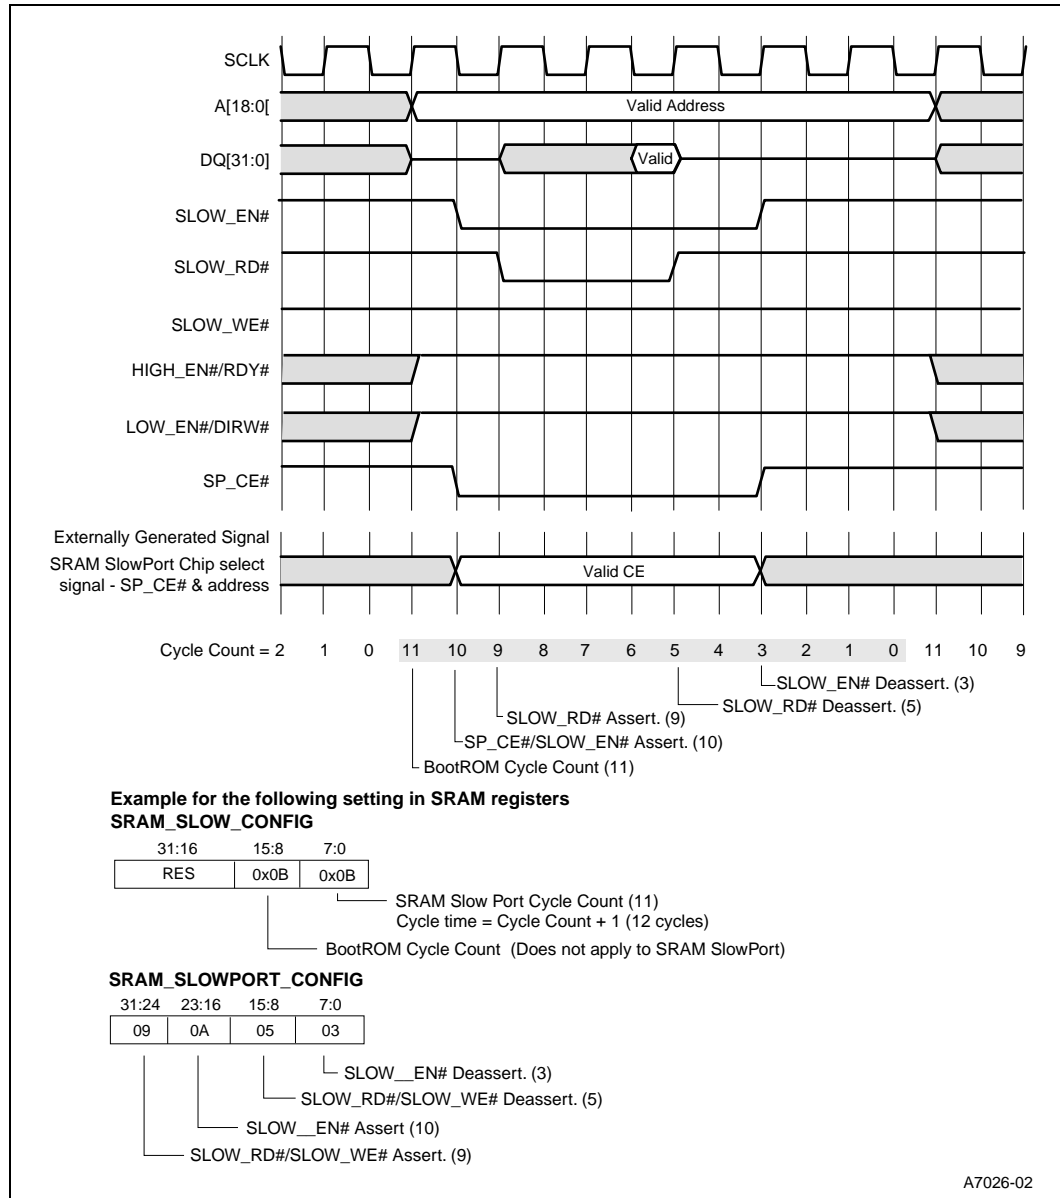 SCLK
A[18:0[
Valid Address
DQ[31:0]
Valid
SLOW_EN#
SLOW_RD#
SLOW_WE#
HIGH_EN#/RDY#
LOW_EN#/DIRW#
SP_CE#
Externally Generated Signal
SRAM SlowPort Chip select
signal - SP_CE# & address
Valid CE
Cycle Count = 2 1 0 11 10 9 8 7 6 5 4 3 2 1 0 11 10 9
SLOW_EN# Deassert. (3)
SLOW_RD# Deassert. (5)
SLOW_RD# Assert. (9)
SP_CE#/SLOW_EN# Assert. (10)
BootROM Cycle Count (11)
Example for the following setting in SRAM registers
SRAM_SLOW_CONFIG
31:16 15:8 7:0
RES 0x0B 0x0B
SRAM Slow Port Cycle Count (11)
Cycle time = Cycle Count + 1 (12 cycles)
BootROM Cycle Count (Does not apply to SRAM SlowPort)
SRAM_SLOWPORT_CONFIG
31:24 23:16 15:8 7:0
09 0A 05 03
SLOW__EN# Deassert. (3)
SLOW_RD#/SLOW_WE# Deassert. (5)
SLOW__EN# Assert (10)
SLOW_RD#/SLOW_WE# Assert. (9)
A7026-02